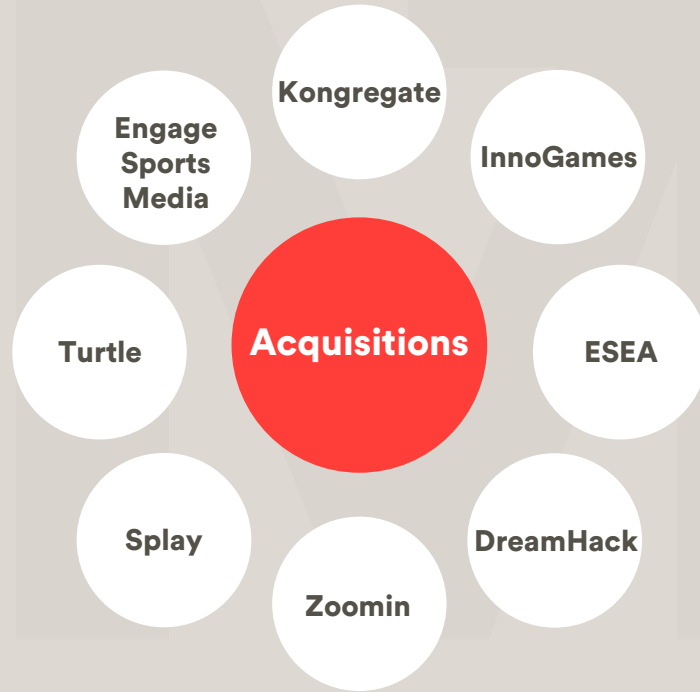 Kongregate
Engage
Sports
Media
InnoGames
Acquisitions
Turtle
ESEA
Splay
DreamHack
Zoomin